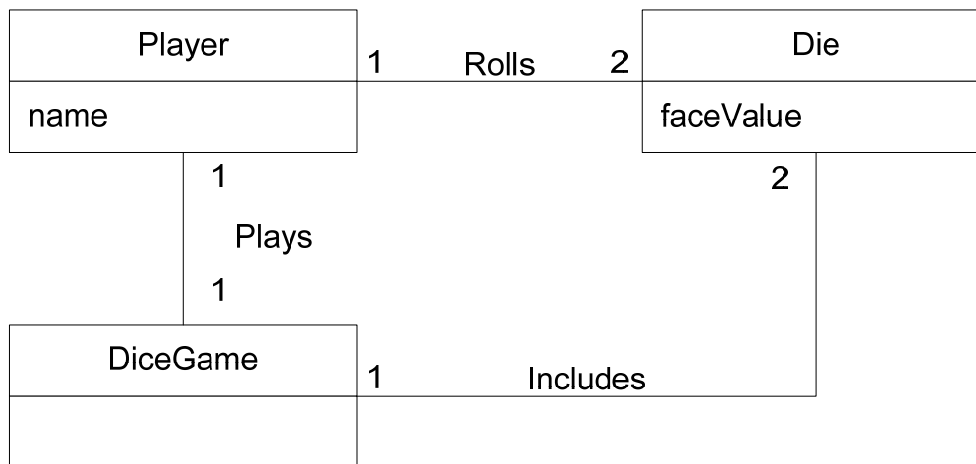 Player
Die
1 Rolls 2
name
faceValue
1
2
Plays
1
DiceGame
1 Includes